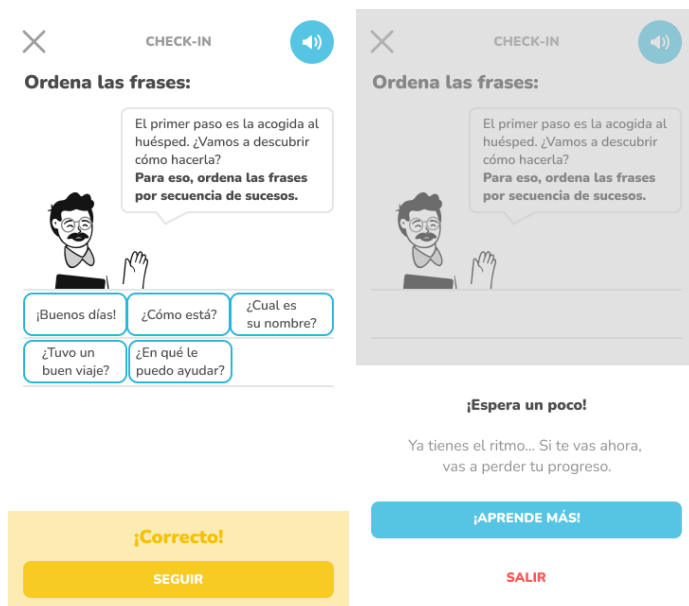 CHECK-IN
Ordena las frases:
El primer paso es la acogida al
huésped. ¿Vamos a descubrir
cómo hacerla?
Para eso, ordena las frases
por secuencia de sucesos.
¡Buenos días!
¿Cómo está?
¿Cual es
su nombre?
¿Tuvo un
buen viaje?
¿En qué le
puedo ayudar?
¡Correcto!
SEGUIR
CHECK-IN
Ordena las frases:
El primer paso es la acogida al
huésped. ¿Vamos a descubrir
cómo hacerla?
Para eso, ordena las frases
por secuencia de sucesos.
¡Espera un poco!
Ya tienes el ritmo... Si te vas ahora,
vas a perder tu progreso.
¡APRENDE MÁS!
SALIR